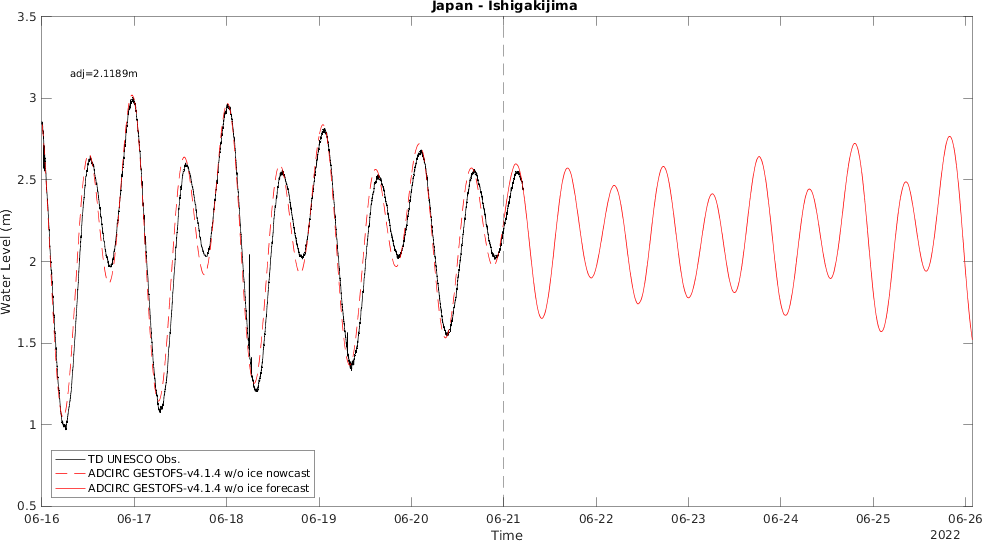 Japan - Ishigakijima
adj=2.1189m
3.5
3
2.5
2
1.5
1
0.5
Water Level (m)
TD UNESCO Obs.
ADCIRC GESTOFS-v4.1.4 w/o ice nowcast
ADCIRC GESTOFS-v4.1.4 w/o ice forecast
06-16 06-17 06-18 06-19 06-20 06-21 06-22 06-23 06-24 06-25 06-26
Time
2022